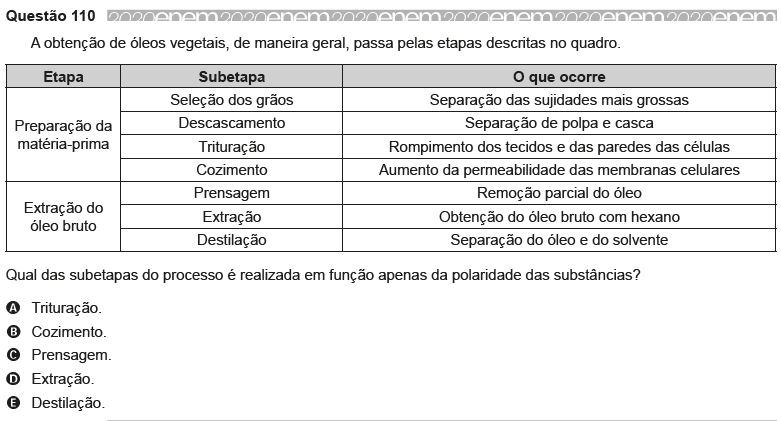 Questão 110 2020enem2020enem2020enem2020enem2020enem2020enem
A obtenção de óleos vegetais, de maneira geral, passa pelas etapas descritas no quadro.
Etapa Subetapa O que ocorre
Preparação da matéria-prima
Seleção dos grãos Separação das sujidades mais grossas
Descascamento Separação de polpa e casca
Trituração Rompimento dos tecidos e das paredes das células
Cozimento Aumento da permeabilidade das membranas celulares
Extração do óleo bruto
Prensagem Remoção parcial do óleo
Extração Obtenção do óleo bruto com hexano
Destilação Separação do óleo e do solvente
Qual das subetapas do processo é realizada em função apenas da polaridade das substâncias?
A Trituração.
B Cozimento.
C Prensagem.
D Extração.
E Destilação.